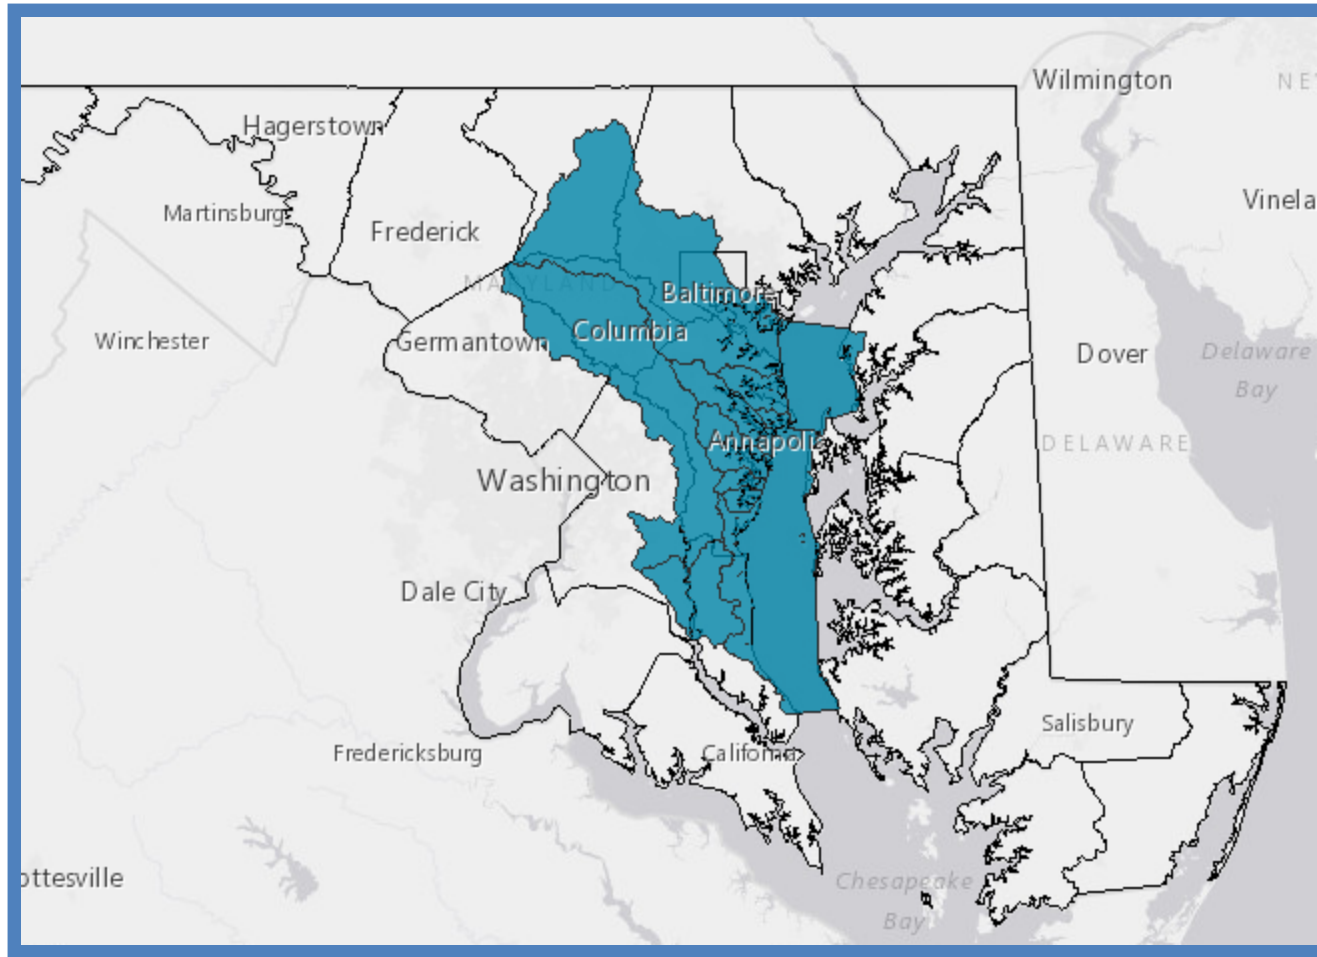 Wilmington
NE
Hagerstown
Vinela
Martinsburg
Frederick
MARYLAND
Baltimore
Columbia
Winchester
Germantown
Dover
Delaware
Bay
Annapolis
DELAWARE
Washington
Dale City
Salisbury
Fredericksburg
California
ottesville
Chesapeake
Bay